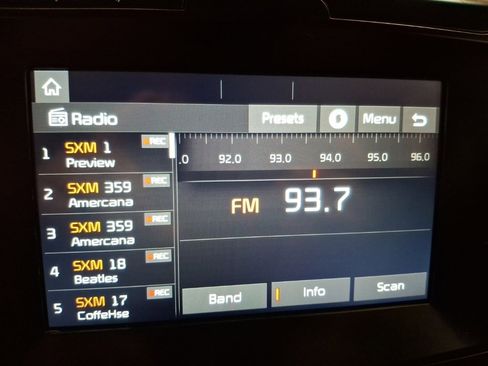 Radio
Presets
Menu
1 SXM 1 REC
Preview
2 SXM 359 REC
Amercana
3 SXM 359 REC
Amercana
4 SXM 18 REC
Beatles
5 SXM 17 REC
CoffeHse
.0 92.0 93.0 94.0 95.0 96.0
FM 93.7
Band
Info
Scan